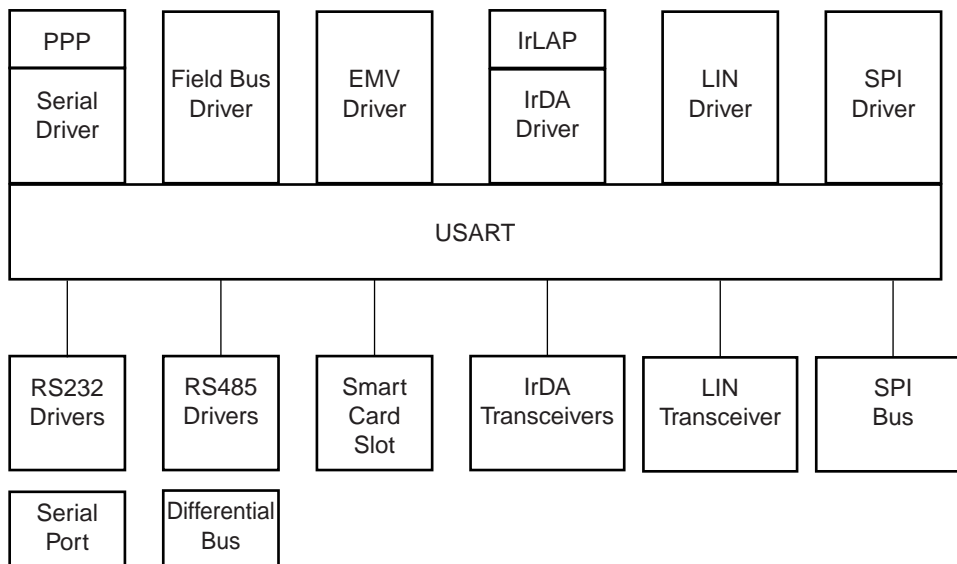 PPP
Serial
Driver
Field Bus
Driver
EMV
Driver
IrLAP
IrDA
Driver
LIN
Driver
SPI
Driver
USART
RS232
Drivers
RS485
Drivers
Smart
Card
Slot
IrDA
Transceivers
LIN
Transceiver
SPI
Bus
Serial
Port
Differential
Bus